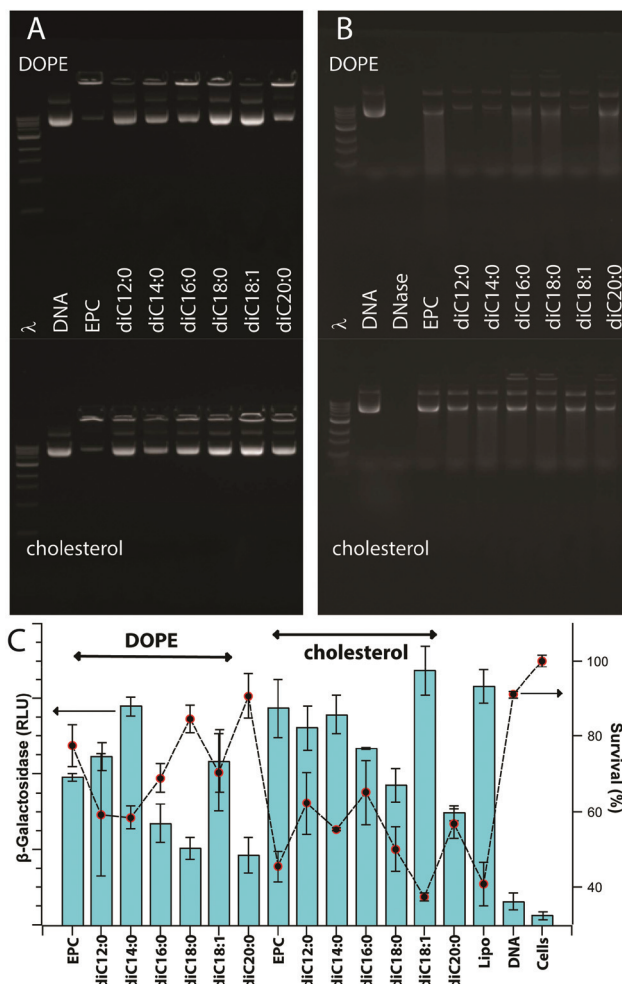 A
DOPE
λ
DNA
EPC
diC12:0
diC14:0
diC16:0
diC18:0
diC18:1
diC20:0
cholesterol
B
DOPE
λ
DNA
DNase
EPC
diC12:0
diC14:0
diC16:0
diC18:0
diC18:1
diC20:0
cholesterol
C
DOPE
cholesterol
β-Galactosidase (RLU)
100
80
60
40
Survival (%)
EPC
diC12:0
diC14:0
diC16:0
diC18:0
diC18:1
diC20:0
EPC
diC12:0
diC14:0
diC16:0
diC18:0
diC18:1
diC20:0
Lipo
DNA
Cells